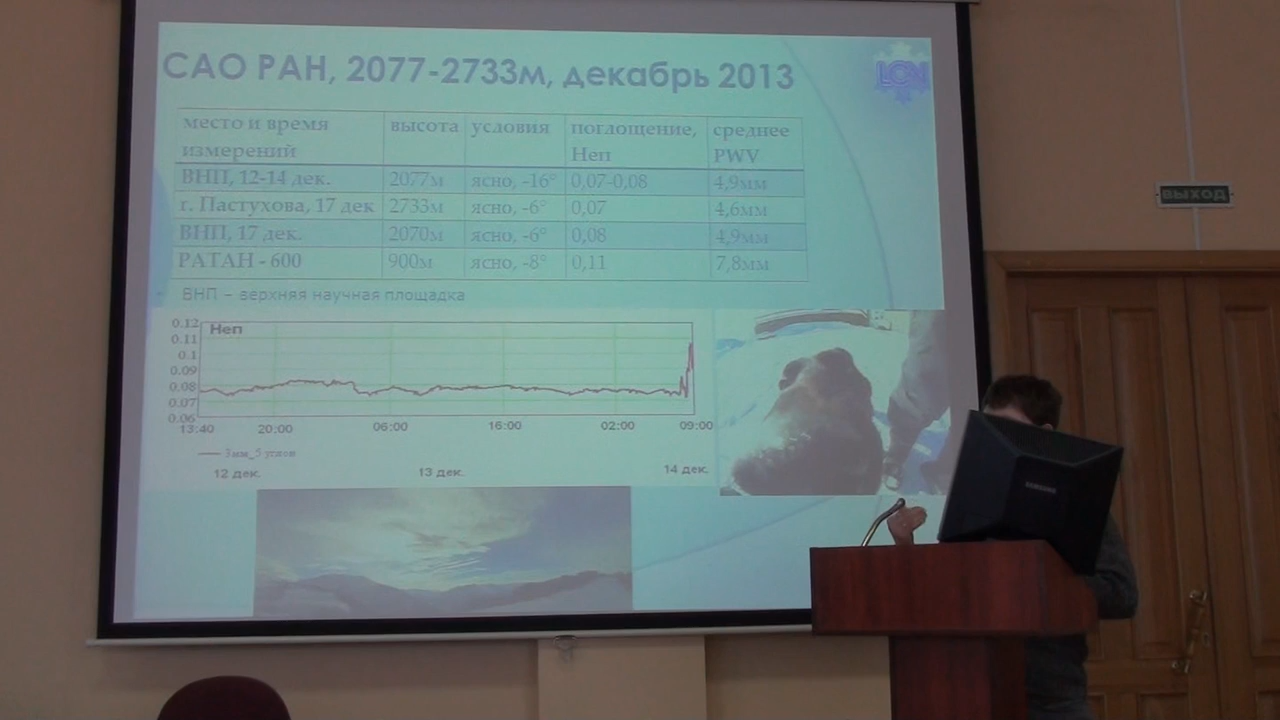 САО РАН, 2077-2733м, декабрь 2013
место и время измерений высота условия поглощение, Неп среднее PWV
ВНП, 12-14 дек. 2077м ясно, -16° 0,07-0,08 4,9мм
г. Пастухова, 17 дек 2733м ясно, -6° 0,07 4,6мм
ВНП, 17 дек. 2070м ясно, -6° 0,08 4,9мм
РАТАН - 600 900м ясно, -8° 0,11 7,8мм
ВНП – верхняя научная площадка
Неп
0.12
0.11
0.1
0.09
0.08
0.07
0.06
13:40 20:00 06:00 16:00 02:00 09:00
3мм_5 углов
12 дек. 13 дек. 14 дек.
ВЫХОД
SAMSUNG